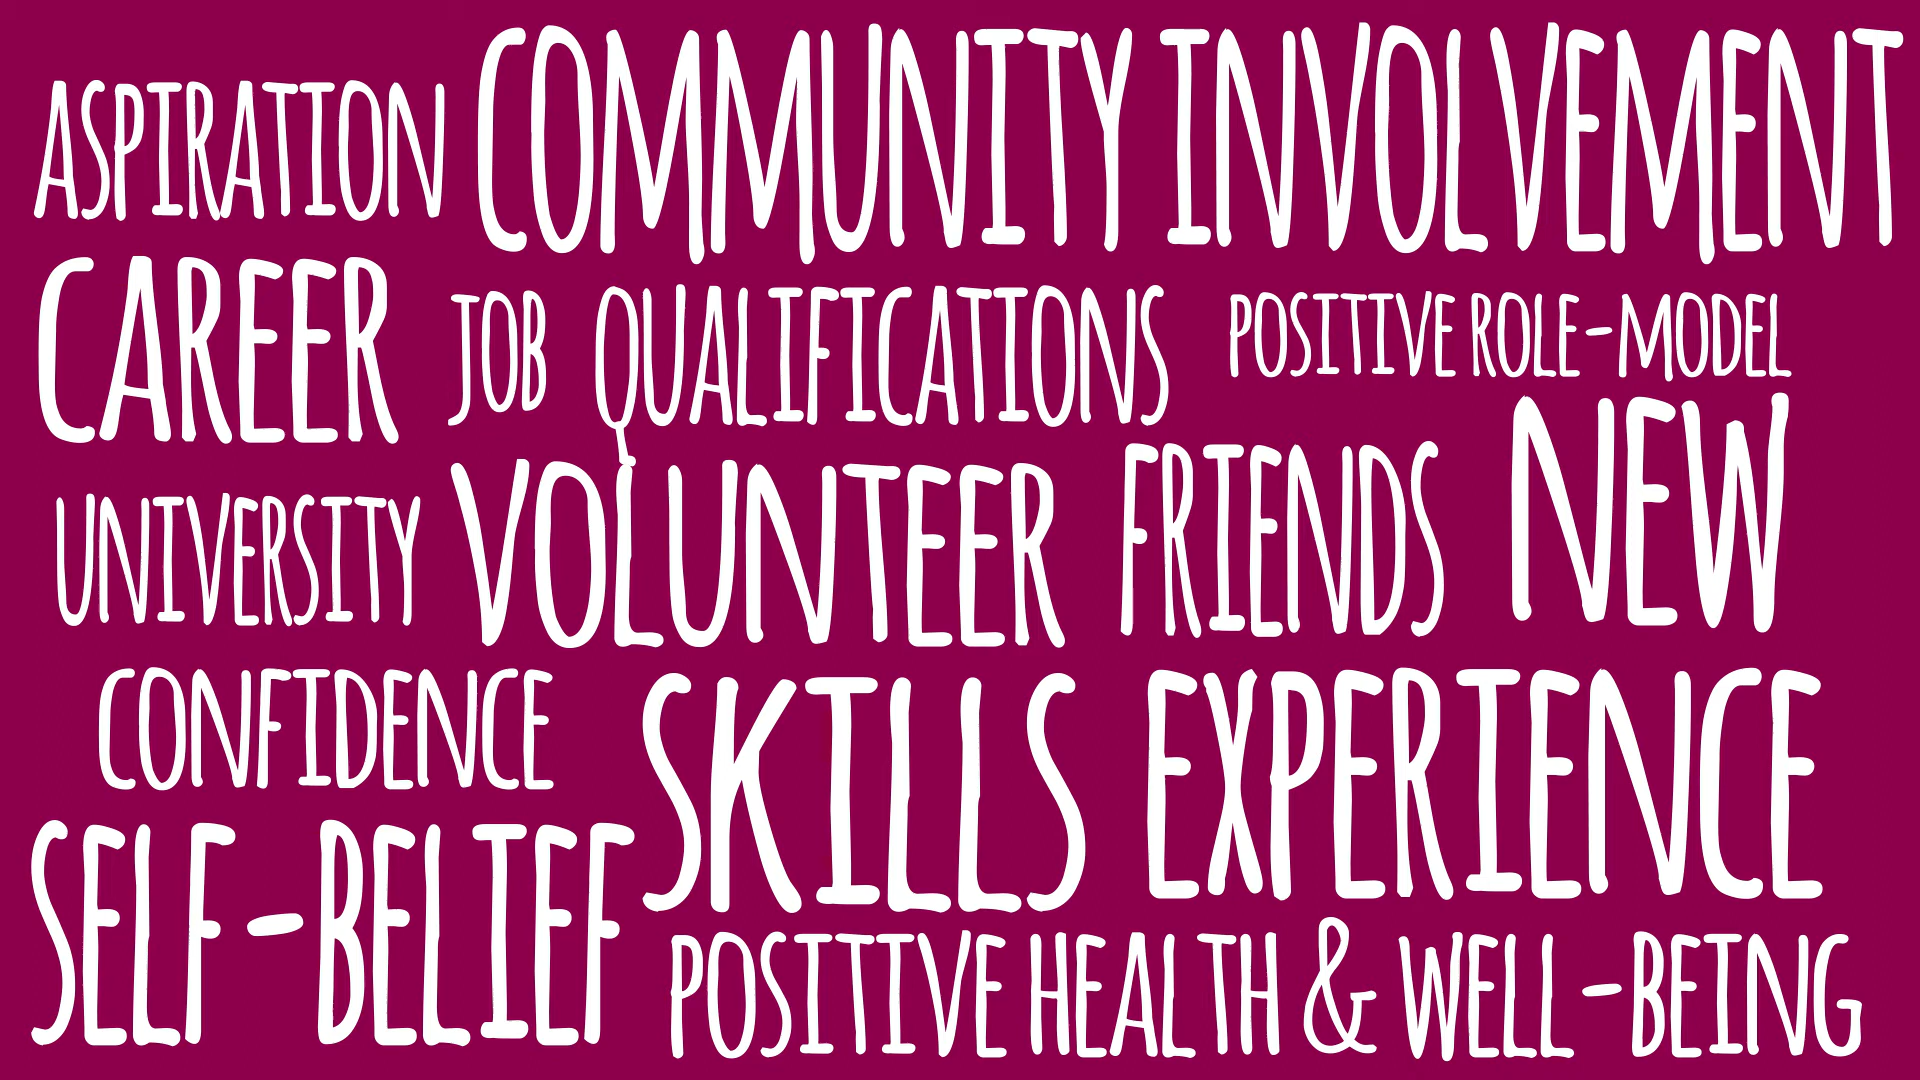 ASPIRATION COMMUNITY INVOLVEMENT
CAREER JOB QUALIFICATIONS POSITIVE ROLE-MODEL
UNIVERSITY VOLUNTEER FRIENDS NEW
CONFIDENCE SKILLS EXPERIENCE
SELF-BELIEF POSITIVE HEALTH & WELL-BEING